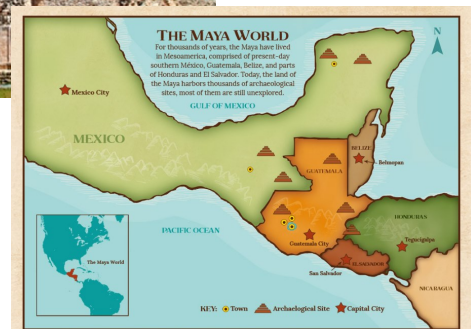 THE MAYA WORLD
For thousands of years, the Maya have lived
in Mesoamerica, comprised of present-day
southern México, Guatemala, Belize, and parts
of Honduras and El Salvador. Today, the land of
the Maya harbors thousands of archaeological
sites, most of them are still unexplored.
N
Mexico City
GULF OF MEXICO
MEXICO
BELIZE
Belmopan
GUATEMALA
HONDURAS
PACIFIC OCEAN
Guatemala City
Tegucigalpa
The Maya World
EL SALVADOR
San Salvador
NICARAGUA
KEY: Town Archaelogical Site Capital City